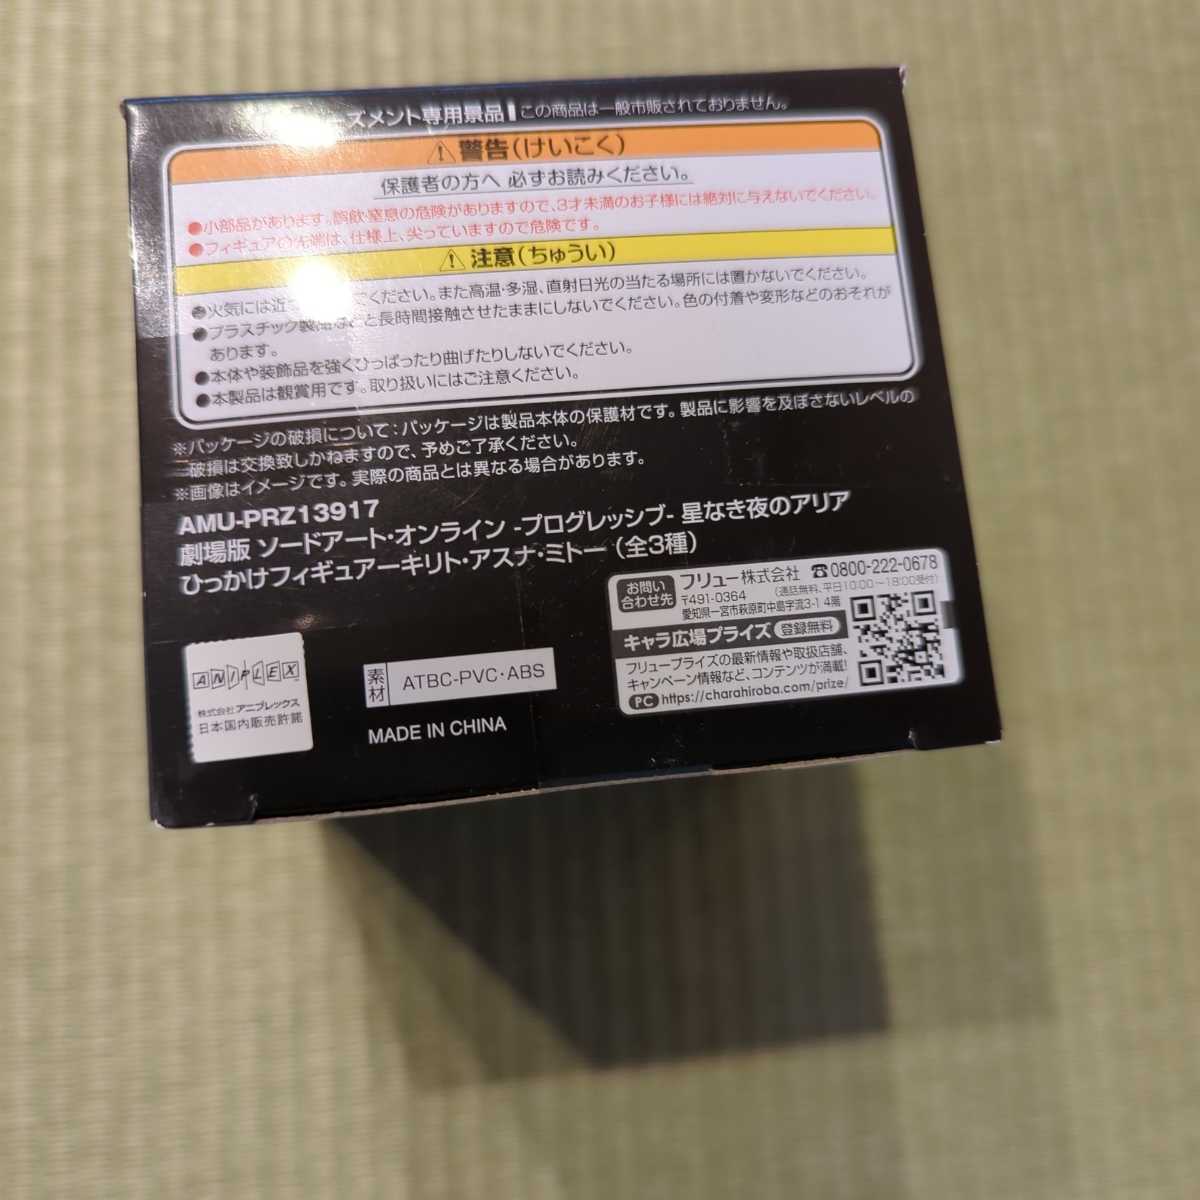 ズメント専用景品 この商品は一般市販されておりません。
警告(けいこく)
保護者の方へ 必ずお読みください。
●小部品があります。誤飲・窒息の危険がありますので、3才未満のお子様には絶対に与えないでください。
●フィギュアの先端は、仕様上、尖っていますので危険です。
注意(ちゅうい)
●火気には近 ください。また高温・多湿、直射日光の当たる場所には置かないでください。
●プラスチック製 と長時間接触させたままにしないでください。色の付着や変形などのおそれが
あります。
●本体や装飾品を強くひっぱったり曲げたりしないでください。
●本製品は観賞用です。取り扱いにはご注意ください。
※パッケージの破損について:パッケージは製品本体の保護材です。製品に影響を及ぼさないレベルの
破損は交換致しかねますので、予めご了承ください。
※画像はイメージです。実際の商品とは異なる場合があります。
AMU-PRZ13917
劇場版 ソードアート・オンライン -プログレッシブ- 星なき夜のアリア
ひっかけフィギュアーキリト・アスナ・ミトー(全3種)
お問い
合わせ先
フリュー株式会社 ☎0800-222-0678
〒491-0364 (通話無料、平日10:00〜18:00受付)
愛知県一宮市萩原町中島字流3-1 4階
キャラ広場プライズ 登録無料
フリュープライズの最新情報や取扱店舗、
キャンペーン情報など、コンテンツが満載!
PC https://charahiroba.com/prize/
ANIPLEX
株式会社アニプレックス
日本国内販売許諾
素材 ATBC-PVC・ABS
MADE IN CHINA